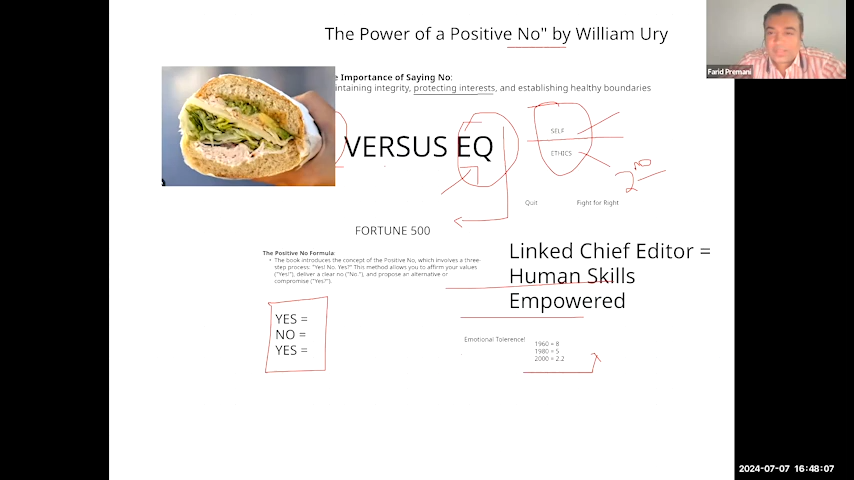 The Power of a Positive No" by William Ury
Farid Premani
e Importance of Saying No:
intaining integrity, protecting interests, and establishing healthy boundaries
VERSUS EQ
SELF
ETHICS
2 no
Quit
Fight for Right
FORTUNE 500
The Positive No Formula:
• The book introduces the concept of the Positive No, which involves a three-
step process: "Yes! No. Yes?" This method allows you to affirm your values
("Yes!"), deliver a clear no ("No."), and propose an alternative or
compromise ("Yes?").
Linked Chief Editor =
Human Skills
Empowered
YES =
NO =
YES =
Emotional Tolerence!
1960 = 8
1980 = 5
2000 = 2.2
2024-07-07 16:48:07